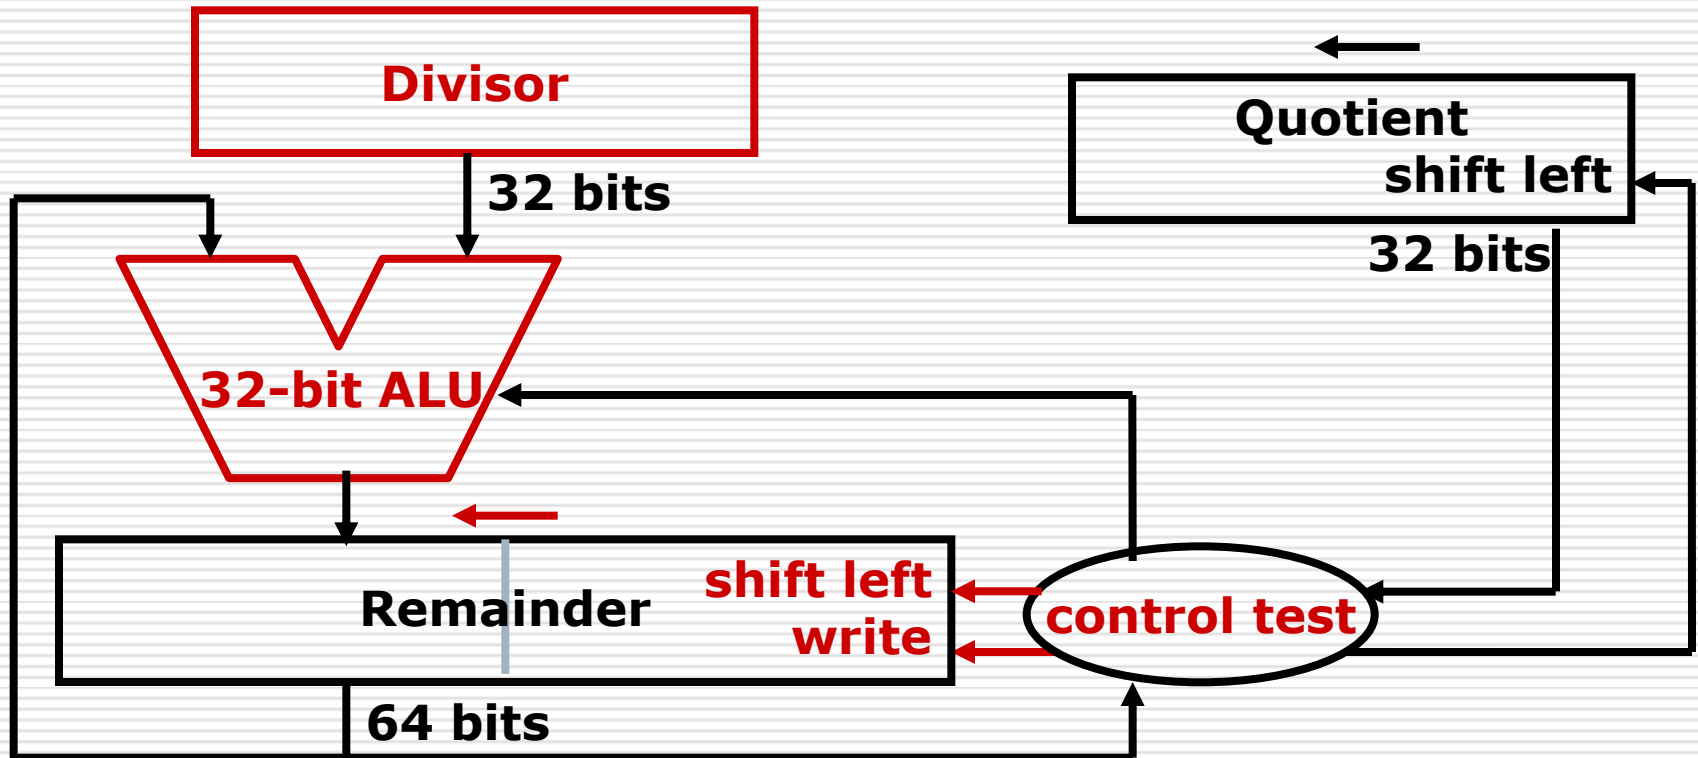 Divisor
Quotient
shift left
32 bits
32 bits
32-bit ALU
Remainder
shift left
write
control test
64 bits